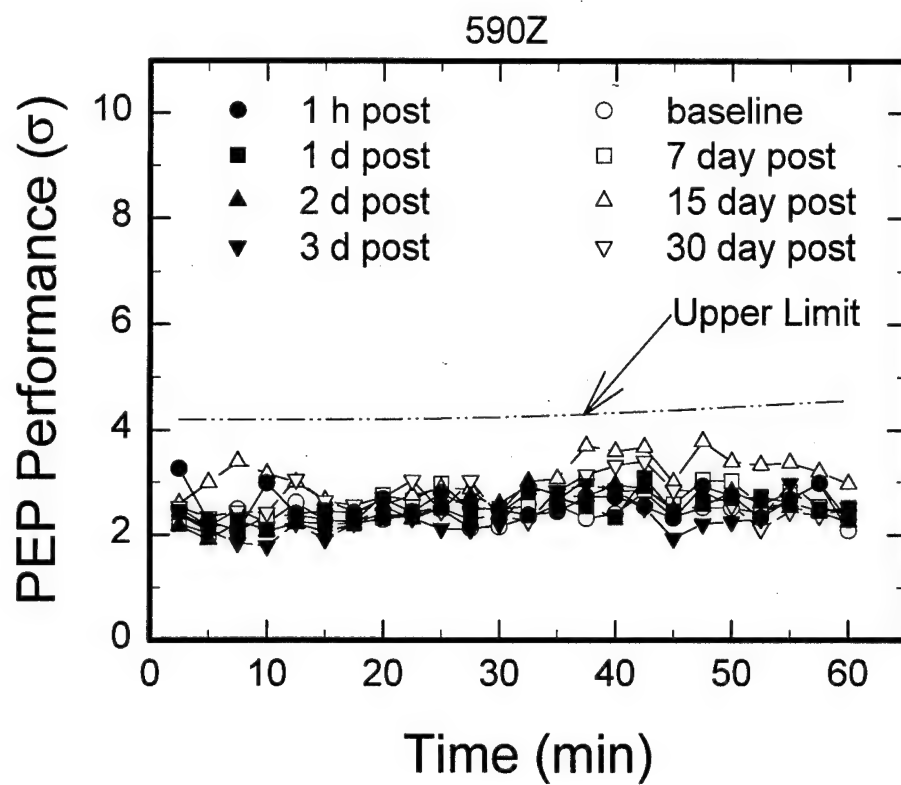 590Z
PEP Performance (σ)
10
8
6
4
2
0
1 h post
1 d post
2 d post
3 d post
baseline
7 day post
15 day post
30 day post
Upper Limit
0 10 20 30 40 50 60
Time (min)